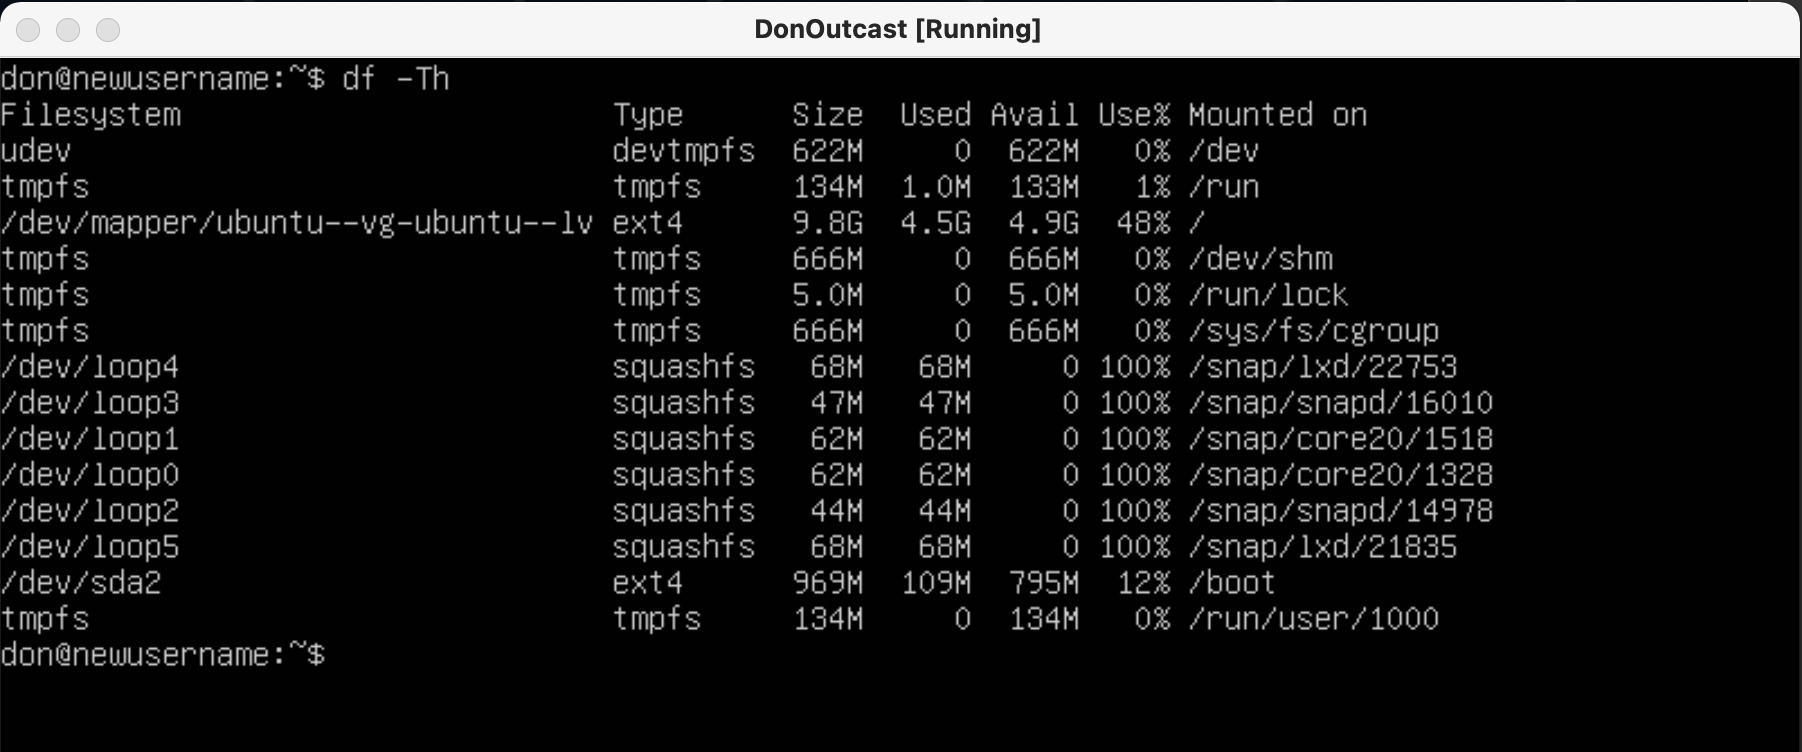 DonOutcast [Running]
don@newusername:~$ df -Th
Filesystem                        Type      Size  Used Avail Use% Mounted on
udev                              devtmpfs  622M     0  622M   0% /dev
tmpfs                             tmpfs     134M  1.0M  133M   1% /run
/dev/mapper/ubuntu--vg-ubuntu--lv ext4      9.8G  4.5G  4.9G  48% /
tmpfs                             tmpfs     666M     0  666M   0% /dev/shm
tmpfs                             tmpfs     5.0M     0  5.0M   0% /run/lock
tmpfs                             tmpfs     666M     0  666M   0% /sys/fs/cgroup
/dev/loop4                        squashfs   68M   68M     0 100% /snap/lxd/22753
/dev/loop3                        squashfs   47M   47M     0 100% /snap/snapd/16010
/dev/loop1                        squashfs   62M   62M     0 100% /snap/core20/1518
/dev/loop0                        squashfs   62M   62M     0 100% /snap/core20/1328
/dev/loop2                        squashfs   44M   44M     0 100% /snap/snapd/14978
/dev/loop5                        squashfs   68M   68M     0 100% /snap/lxd/21835
/dev/sda2                         ext4      969M  109M  795M  12% /boot
tmpfs                             tmpfs     134M     0  134M   0% /run/user/1000
don@newusername:~$